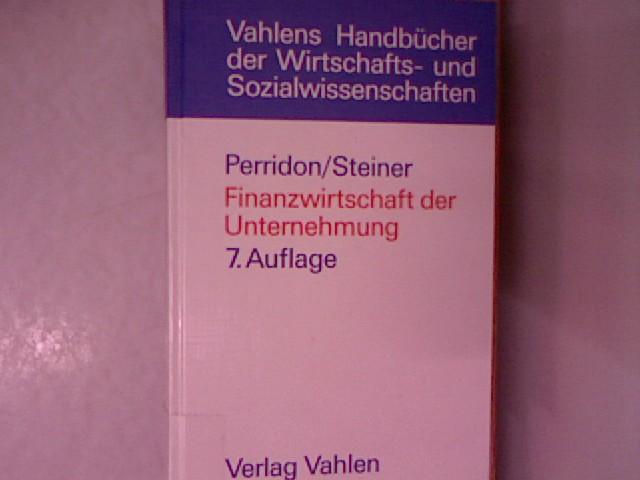 Vahlens Handbücher
der Wirtschafts- und
Sozialwissenschaften
Perridon/Steiner
Finanzwirtschaft der
Unternehmung
7. Auflage
Verlag Vahlen